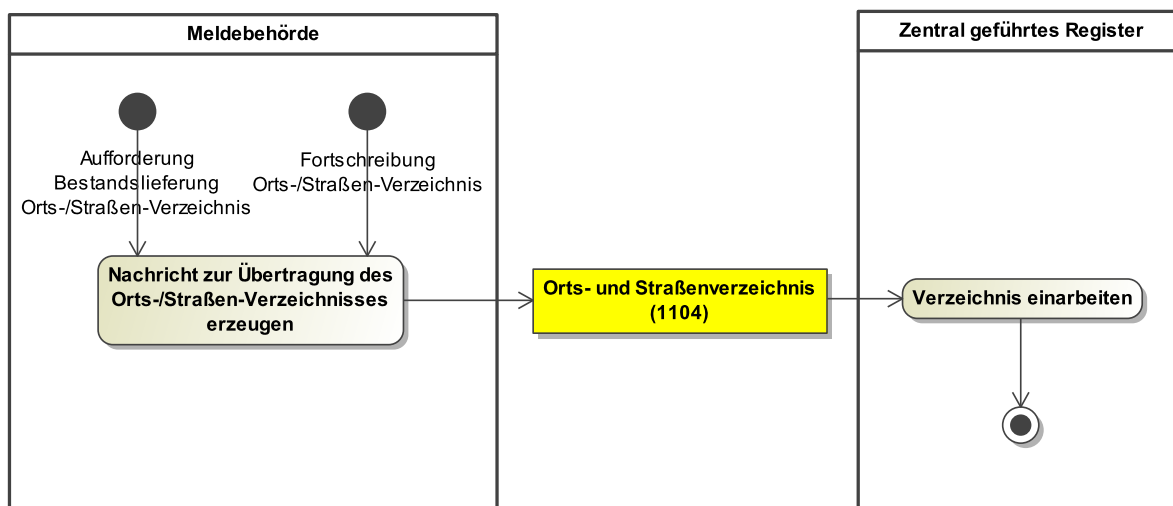 Meldebehörde
Zentral geführtes Register
Aufforderung
Bestandslieferung
Orts-/Straßen-Verzeichnis
Fortschreibung
Orts-/Straßen-Verzeichnis
Nachricht zur Übertragung des
Orts-/Straßen-Verzeichnisses
erzeugen
Orts- und Straßenverzeichnis
(1104)
Verzeichnis einarbeiten